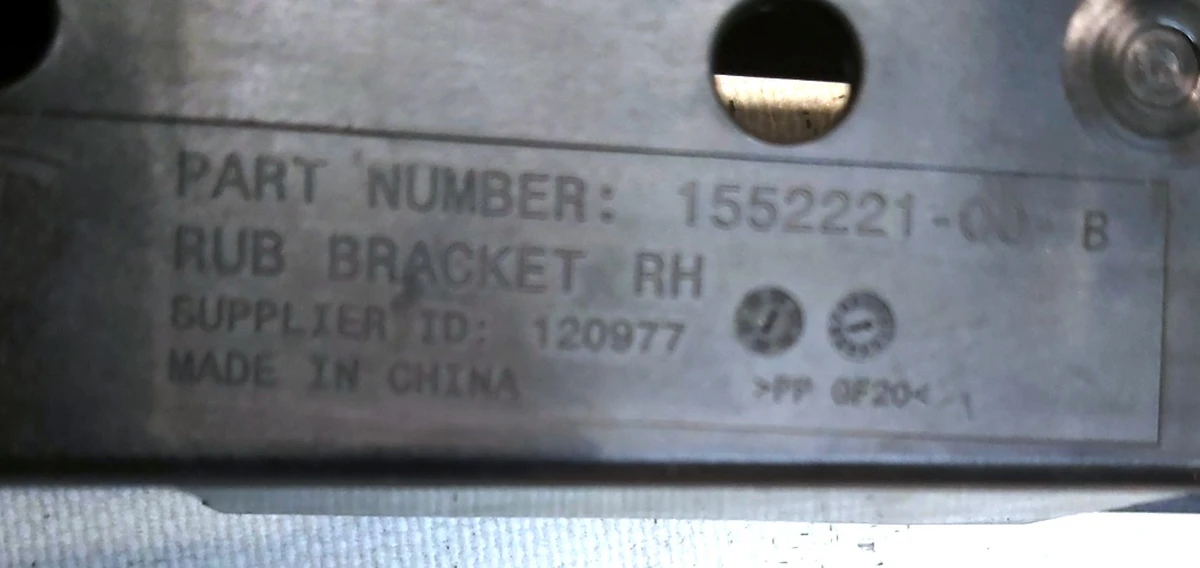 PART NUMBER: 1552221-00-B
RUB BRACKET RH
SUPPLIER ID: 120977
MADE IN CHINA
>PP GF20<